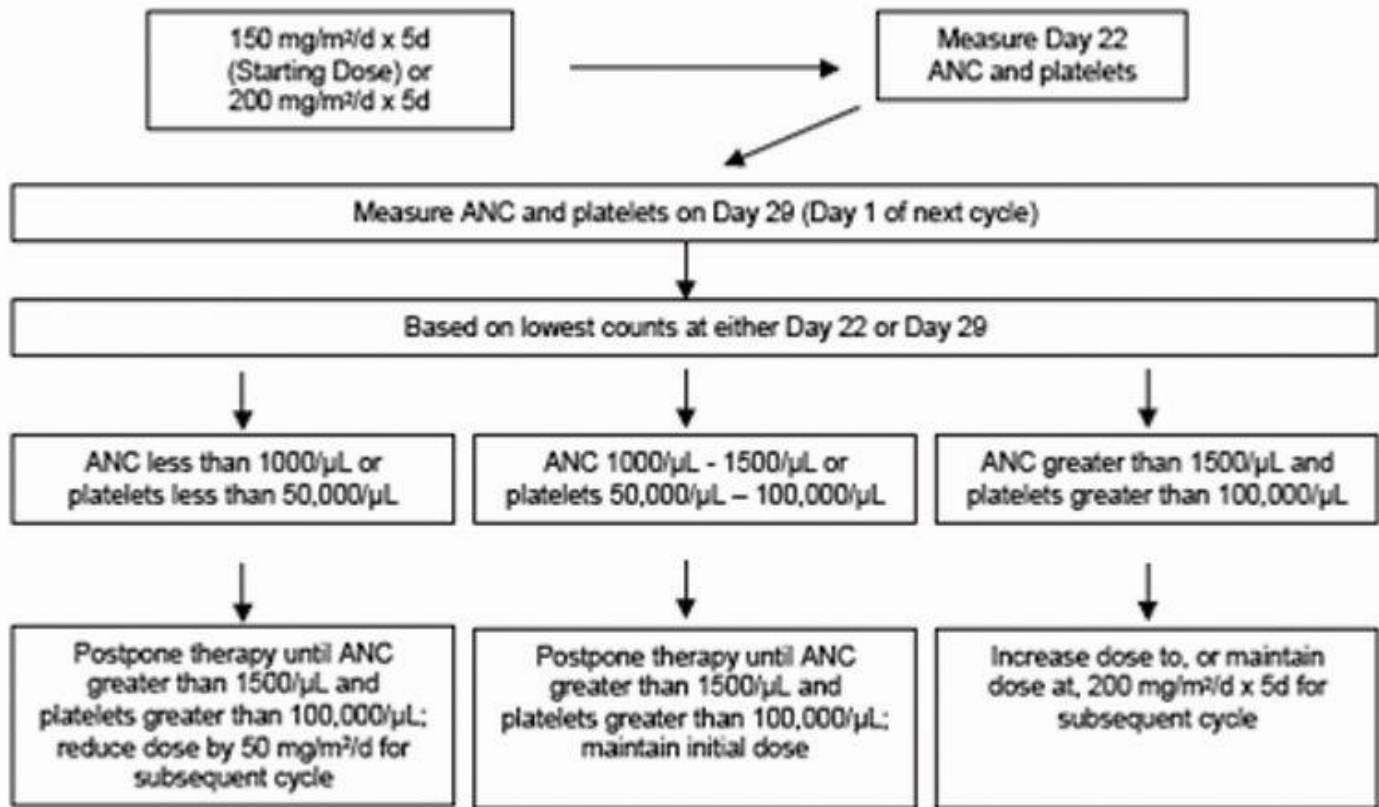 150 mg/m²/d x 5d
(Starting Dose) or
200 mg/m²/d x 5d
Measure Day 22
ANC and platelets
Measure ANC and platelets on Day 29 (Day 1 of next cycle)
Based on lowest counts at either Day 22 or Day 29
ANC less than 1000/µL or
platelets less than 50,000/µL
ANC 1000/µL - 1500/µL or
platelets 50,000/µL – 100,000/µL
ANC greater than 1500/µL and
platelets greater than 100,000/µL
Postpone therapy until ANC
greater than 1500/µL and
platelets greater than 100,000/µL;
reduce dose by 50 mg/m²/d for
subsequent cycle
Postpone therapy until ANC
greater than 1500/µL and
platelets greater than 100,000/µL;
maintain initial dose
Increase dose to, or maintain
dose at, 200 mg/m²/d x 5d for
subsequent cycle